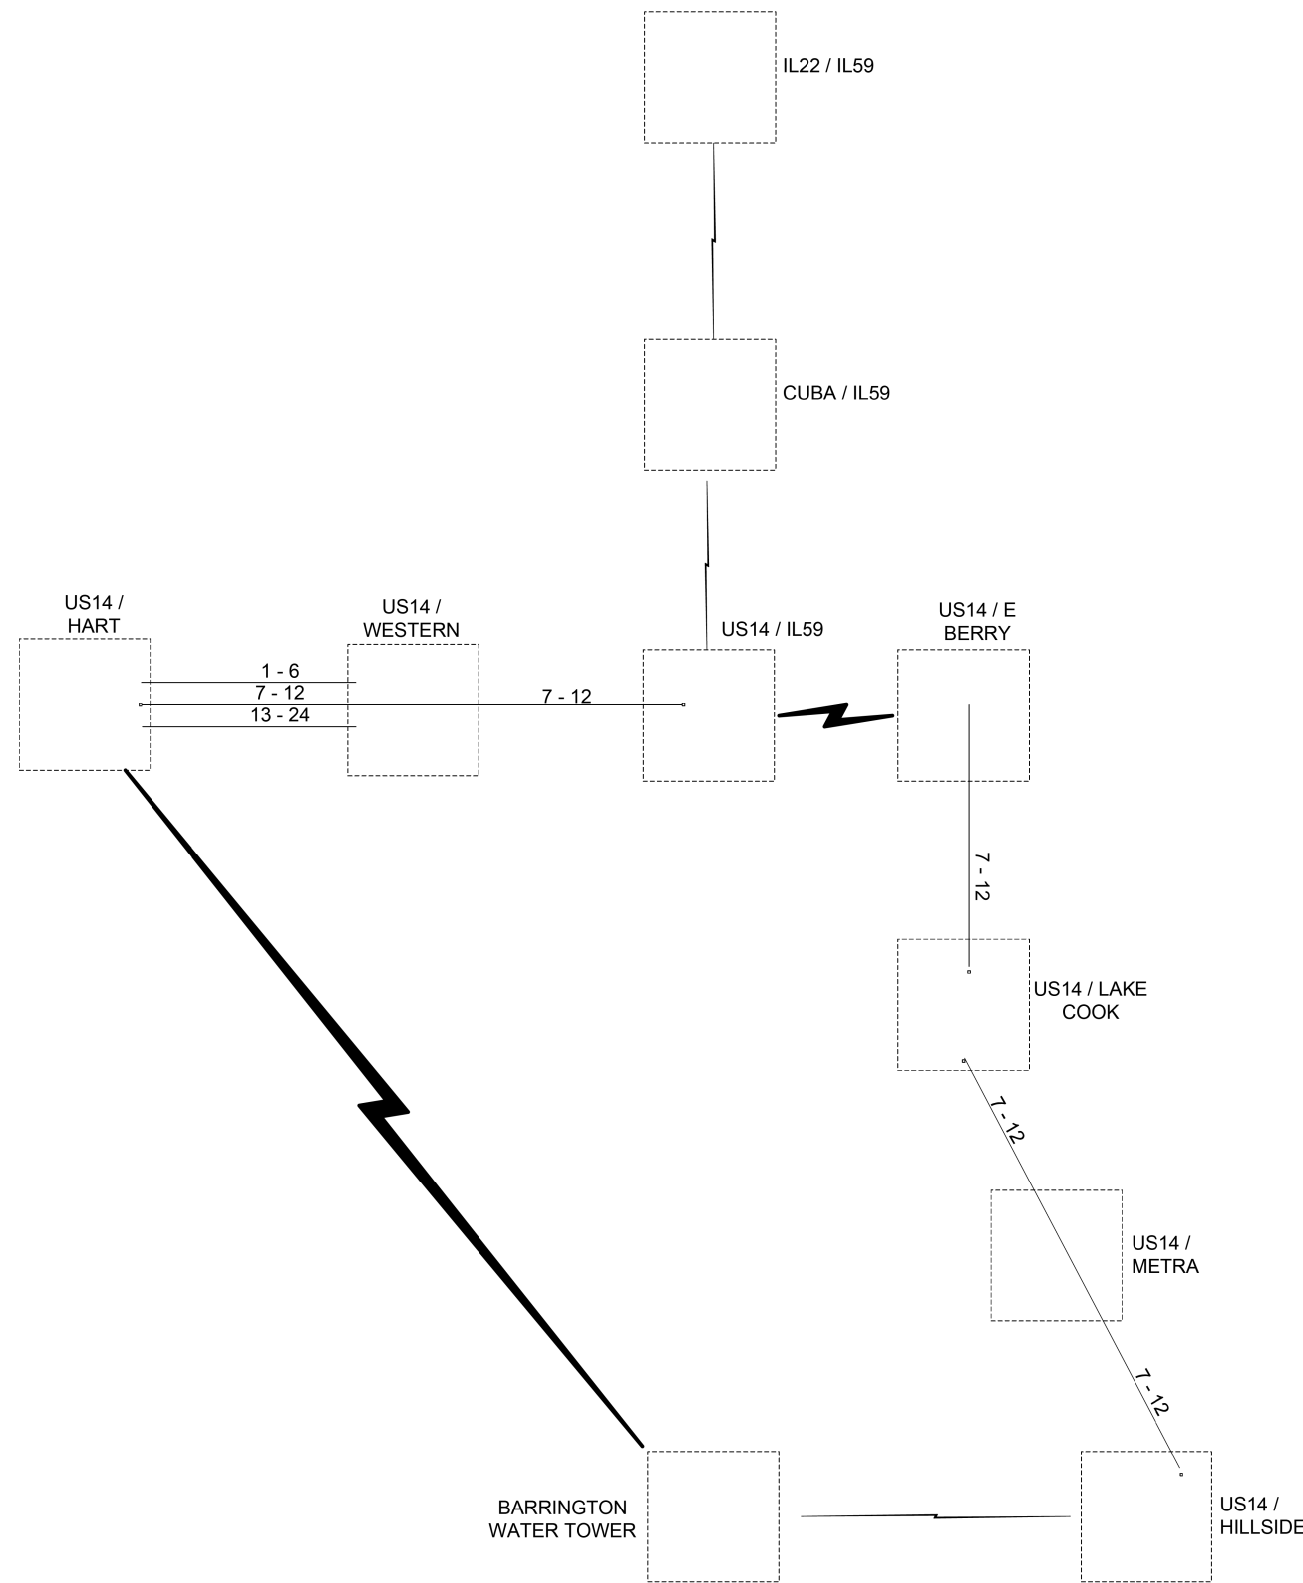 IL22 / IL59
CUBA / IL59
US14 /
HART
US14 /
WESTERN
US14 / IL59
US14 / E
BERRY
1 - 6
7 - 12
13 - 24
7 - 12
7 - 12
US14 / LAKE
COOK
7 - 12
US14 /
METRA
7 - 12
BARRINGTON
WATER TOWER
US14 /
HILLSIDE